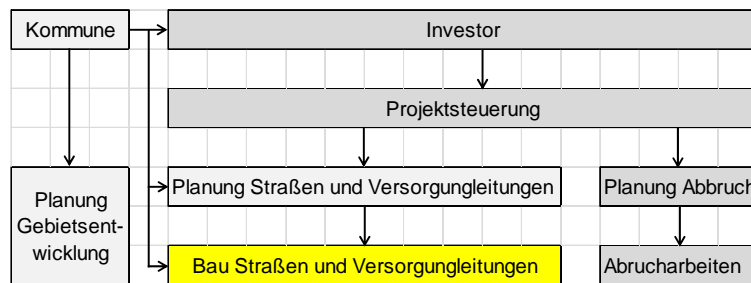 Kommune
Investor
Projektsteuerung
Planung Gebietsent-
wicklung
Planung Straßen und Versorgungleitungen
Planung Abbruch
Bau Straßen und Versorgungleitungen
Abrucharbeiten